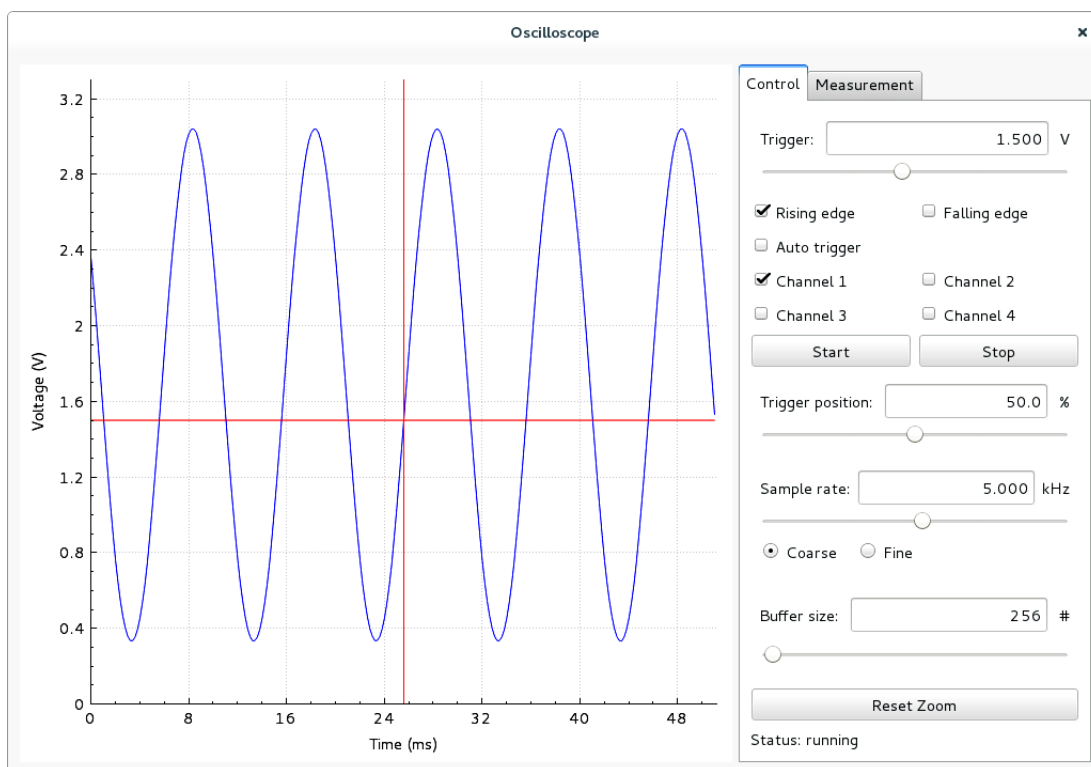 Oscilloscope
×
3.2
2.8
2.4
2
1.6
1.2
0.8
0.4
0
Voltage (V)
0 8 16 24 32 40 48
Time (ms)
Control Measurement
Trigger: 1.500 V
Rising edge Falling edge
Auto trigger
Channel 1 Channel 2
Channel 3 Channel 4
Start Stop
Trigger position: 50.0 %
Sample rate: 5.000 kHz
Coarse Fine
Buffer size: 256 #
Reset Zoom
Status: running